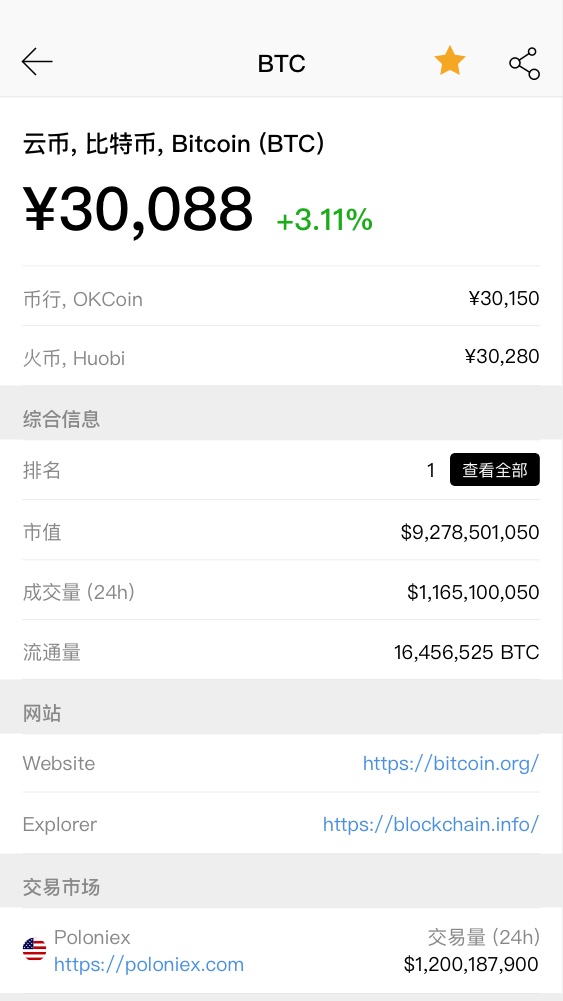 BTC
云币, 比特币, Bitcoin (BTC)
¥30,088 +3.11%
币行, OKCoin ¥30,150
火币, Huobi ¥30,280
综合信息
排名 1 查看全部
市值 $9,278,501,050
成交量 (24h) $1,165,100,050
流通量 16,456,525 BTC
网站
Website https://bitcoin.org/
Explorer https://blockchain.info/
交易市场
Poloniex 交易量 (24h)
https://poloniex.com $1,200,187,900